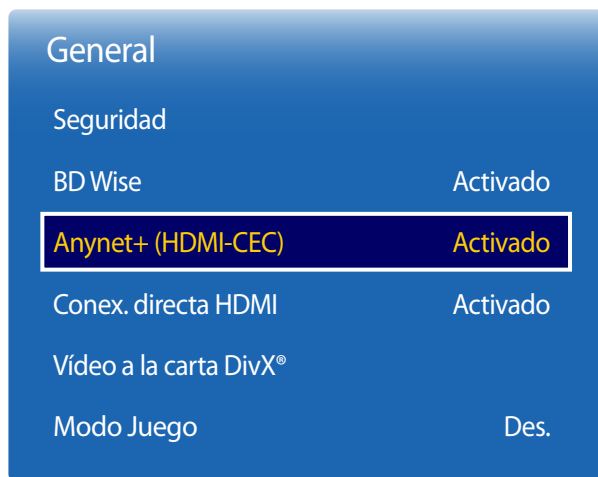 General
Seguridad
BD Wise Activado
Anynet+ (HDMI-CEC) Activado
Conex. directa HDMI Activado
Vídeo a la carta DivX®
Modo Juego Des.